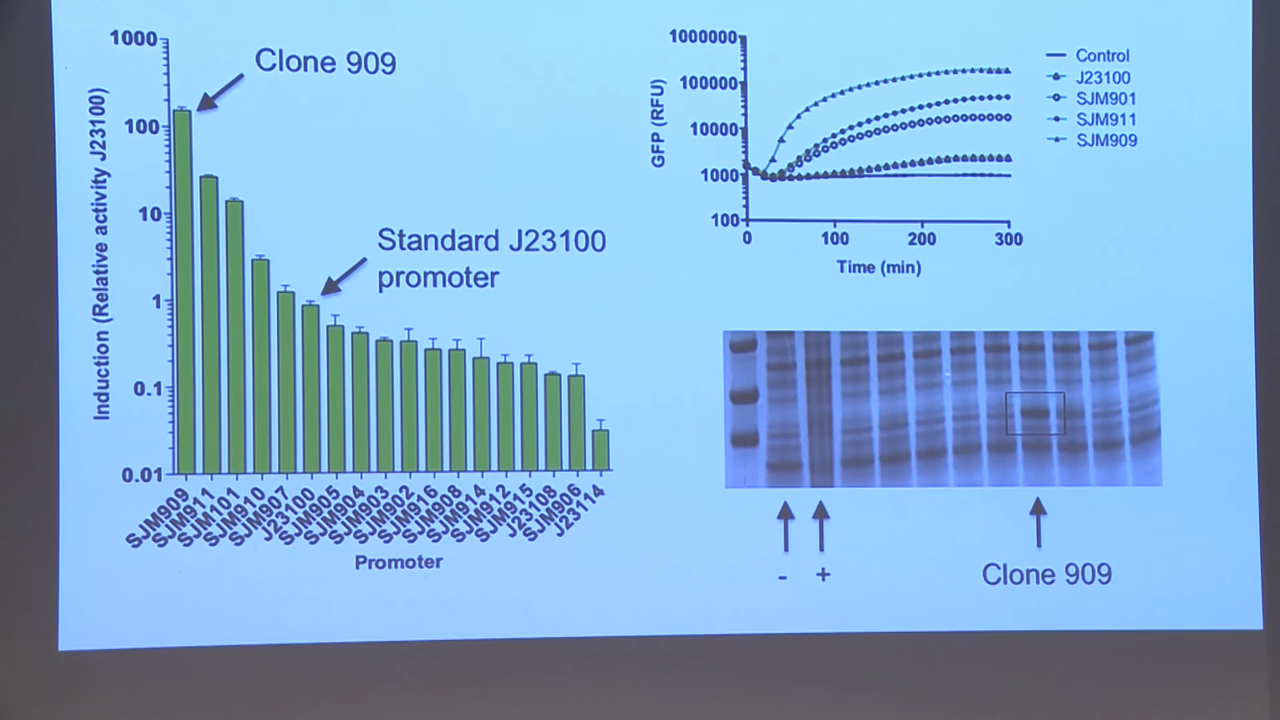 1000
100
10
1
0.1
0.01
Induction (Relative activity J23100)
Clone 909
Standard J23100
promoter
SJM909
SJM911
SJM101
SJM910
SJM907
J23100
SJM905
SJM904
SJM903
SJM902
SJM916
SJM908
SJM914
SJM912
SJM915
J23108
SJM906
J23114
Promoter
1000000
100000
10000
1000
100
GFP (RFU)
0
100
200
300
Time (min)
Control
J23100
SJM901
SJM911
SJM909
-
+
Clone 909